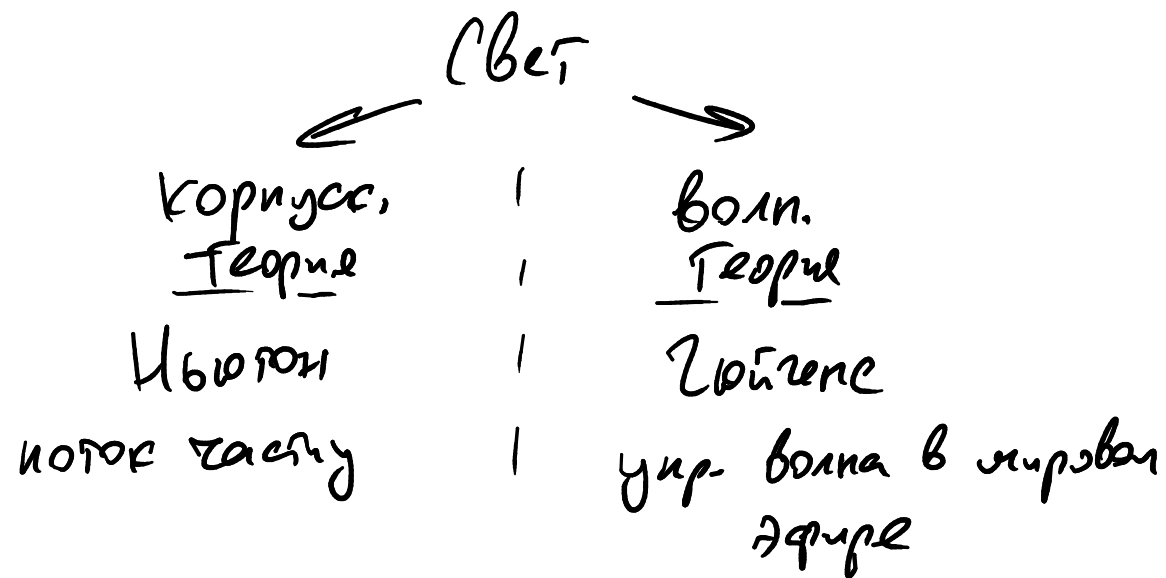 Свет
корпуск. волн.
теория теория
Ньютон Гюйгенс
поток частиц упр. волна в мировом
эфире